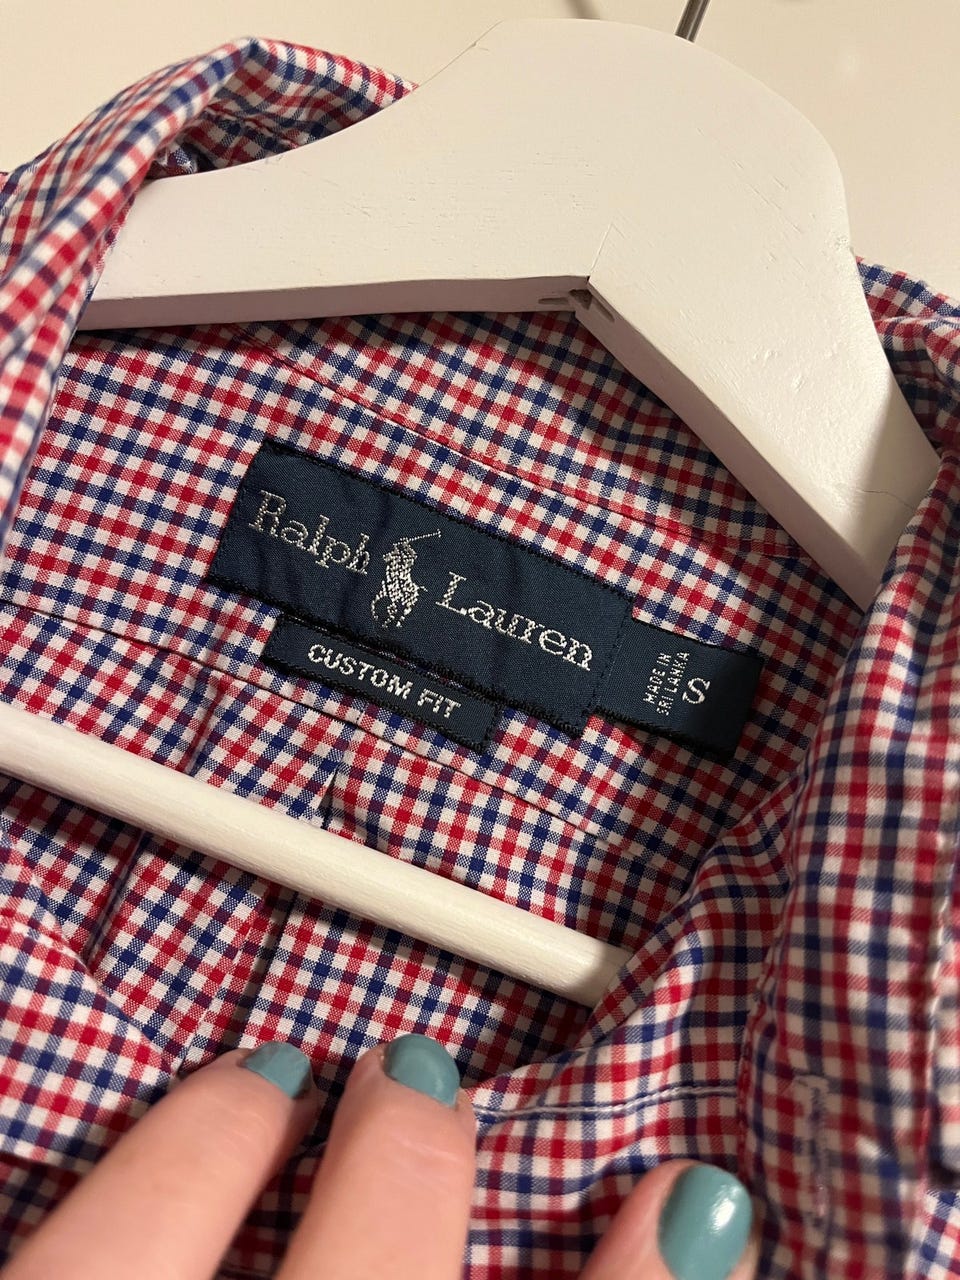 Ralph Lauren
CUSTOM FIT
MADE IN
SRI LANKA
S